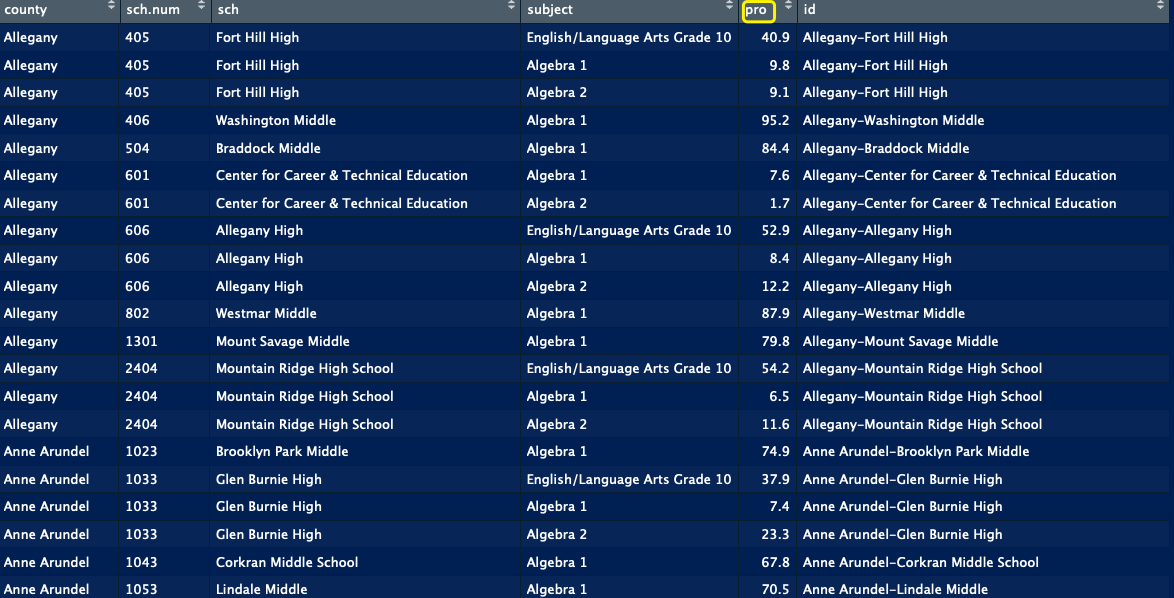 county sch.num sch subject pro id
Allegany 405 Fort Hill High English/Language Arts Grade 10 40.9 Allegany-Fort Hill High
Allegany 405 Fort Hill High Algebra 1 9.8 Allegany-Fort Hill High
Allegany 405 Fort Hill High Algebra 2 9.1 Allegany-Fort Hill High
Allegany 406 Washington Middle Algebra 1 95.2 Allegany-Washington Middle
Allegany 504 Braddock Middle Algebra 1 84.4 Allegany-Braddock Middle
Allegany 601 Center for Career & Technical Education Algebra 1 7.6 Allegany-Center for Career & Technical Education
Allegany 601 Center for Career & Technical Education Algebra 2 1.7 Allegany-Center for Career & Technical Education
Allegany 606 Allegany High English/Language Arts Grade 10 52.9 Allegany-Allegany High
Allegany 606 Allegany High Algebra 1 8.4 Allegany-Allegany High
Allegany 606 Allegany High Algebra 2 12.2 Allegany-Allegany High
Allegany 802 Westmar Middle Algebra 1 87.9 Allegany-Westmar Middle
Allegany 1301 Mount Savage Middle Algebra 1 79.8 Allegany-Mount Savage Middle
Allegany 2404 Mountain Ridge High School English/Language Arts Grade 10 54.2 Allegany-Mountain Ridge High School
Allegany 2404 Mountain Ridge High School Algebra 1 6.5 Allegany-Mountain Ridge High School
Allegany 2404 Mountain Ridge High School Algebra 2 11.6 Allegany-Mountain Ridge High School
Anne Arundel 1023 Brooklyn Park Middle Algebra 1 74.9 Anne Arundel-Brooklyn Park Middle
Anne Arundel 1033 Glen Burnie High English/Language Arts Grade 10 37.9 Anne Arundel-Glen Burnie High
Anne Arundel 1033 Glen Burnie High Algebra 1 7.4 Anne Arundel-Glen Burnie High
Anne Arundel 1033 Glen Burnie High Algebra 2 23.3 Anne Arundel-Glen Burnie High
Anne Arundel 1043 Corkran Middle School Algebra 1 67.8 Anne Arundel-Corkran Middle School
Anne Arundel 1053 Lindale Middle Algebra 1 70.5 Anne Arundel-Lindale Middle